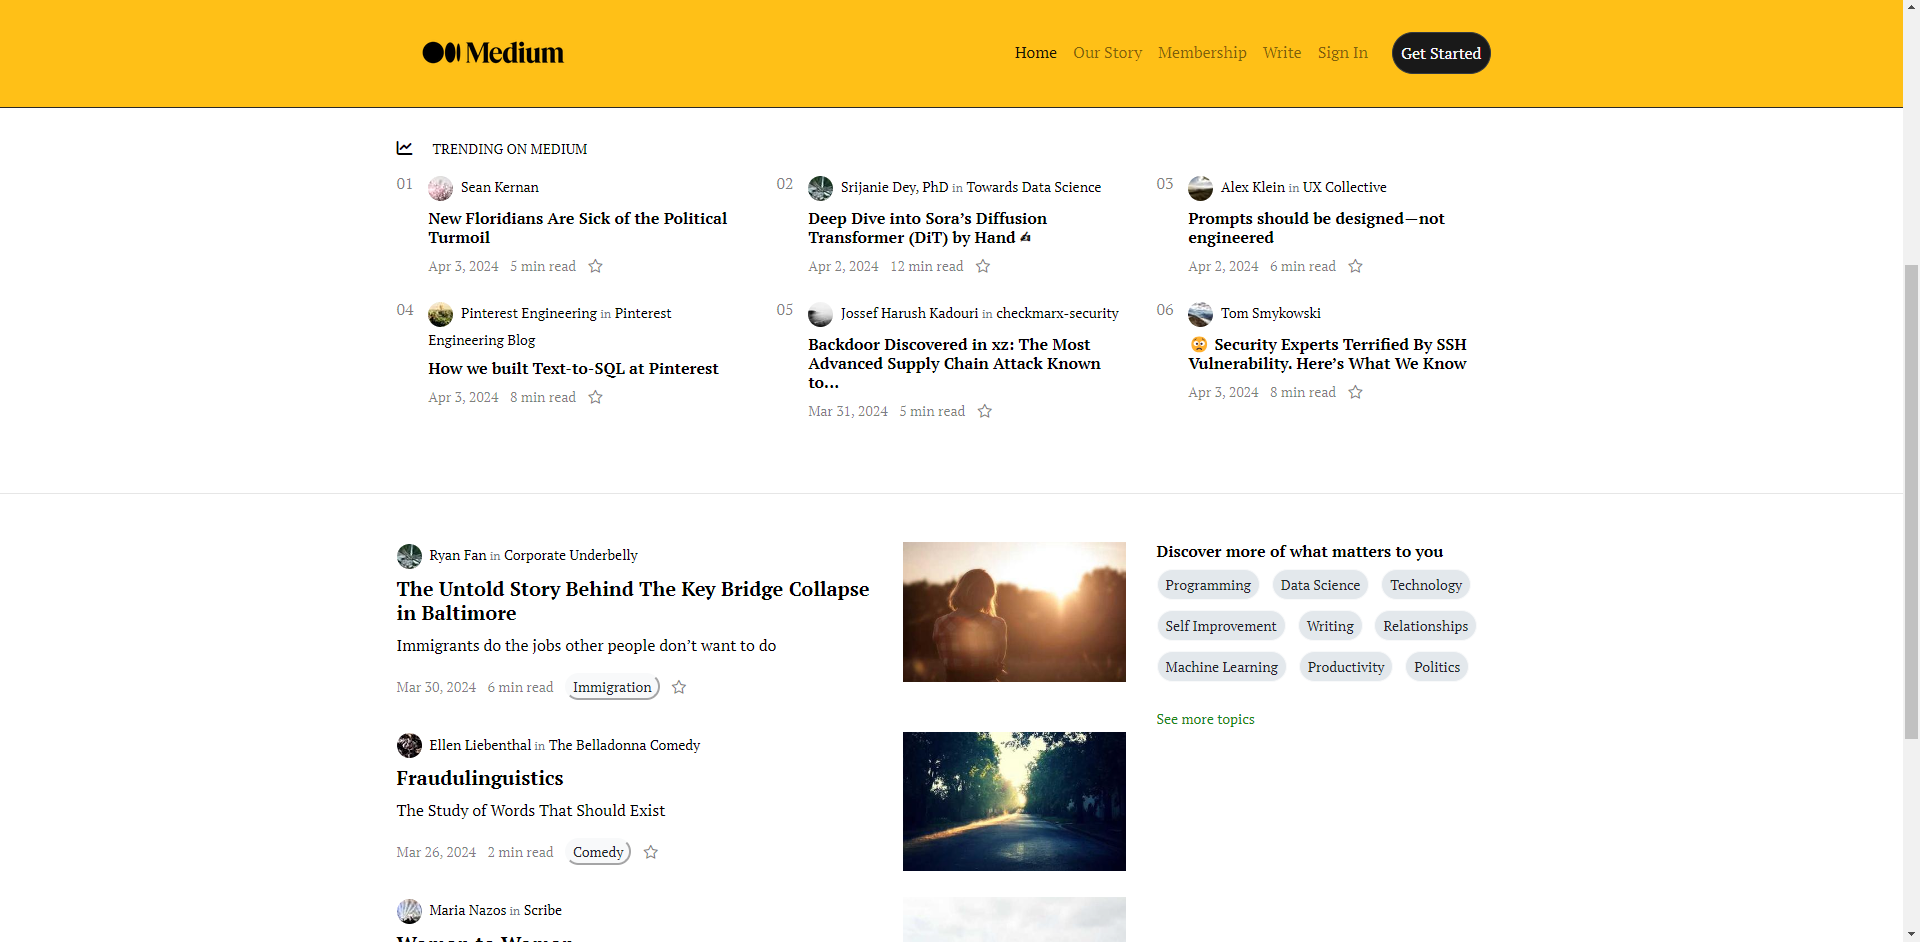 Medium
Home Our Story Membership Write Sign In Get Started
TRENDING ON MEDIUM
01 Sean Kernan
New Floridians Are Sick of the Political
Turmoil
Apr 3, 2024 5 min read
02 Srijanie Dey, PhD in Towards Data Science
Deep Dive into Sora’s Diffusion
Transformer (DiT) by Hand ✍
Apr 2, 2024 12 min read
03 Alex Klein in UX Collective
Prompts should be designed—not
engineered
Apr 2, 2024 6 min read
04 Pinterest Engineering in Pinterest
Engineering Blog
How we built Text-to-SQL at Pinterest
Apr 3, 2024 8 min read
05 Jossef Harush Kadouri in checkmarx-security
Backdoor Discovered in xz: The Most
Advanced Supply Chain Attack Known
to…
Mar 31, 2024 5 min read
06 Tom Smykowski
😳 Security Experts Terrified By SSH
Vulnerability. Here’s What We Know
Apr 3, 2024 8 min read
Ryan Fan in Corporate Underbelly
The Untold Story Behind The Key Bridge Collapse
in Baltimore
Immigrants do the jobs other people don’t want to do
Mar 30, 2024 6 min read Immigration
Ellen Liebenthal in The Belladonna Comedy
Fraudulinguistics
The Study of Words That Should Exist
Mar 26, 2024 2 min read Comedy
Maria Nazos in Scribe
Discover more of what matters to you
Programming Data Science Technology
Self Improvement Writing Relationships
Machine Learning Productivity Politics
See more topics